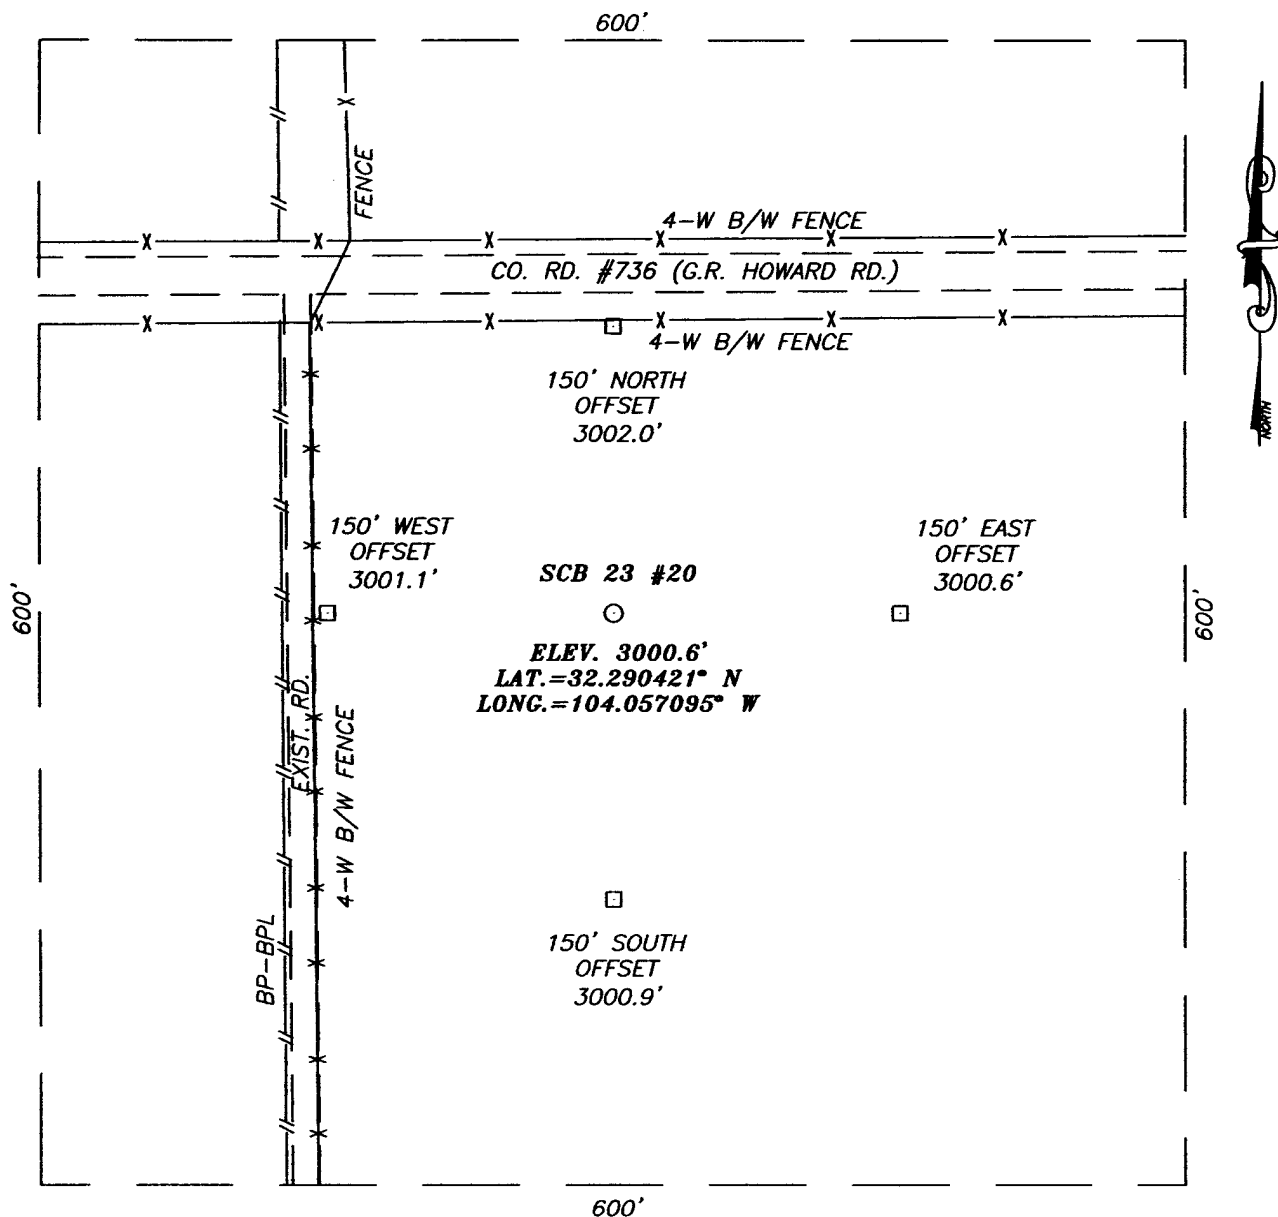 600'
FENCE
4-W B/W FENCE
CO. RD. #736 (G.R. HOWARD RD.)
4-W B/W FENCE
150' NORTH
OFFSET
3002.0'
NORTH
150' WEST
OFFSET
3001.1'
150' EAST
OFFSET
3000.6'
SCB 23 #20
600'
600'
ELEV. 3000.6'
LAT.=32.290421° N
LONG.=104.057095° W
EXIST. RD.
4-W B/W FENCE
BP-BPL
150' SOUTH
OFFSET
3000.9'
600'